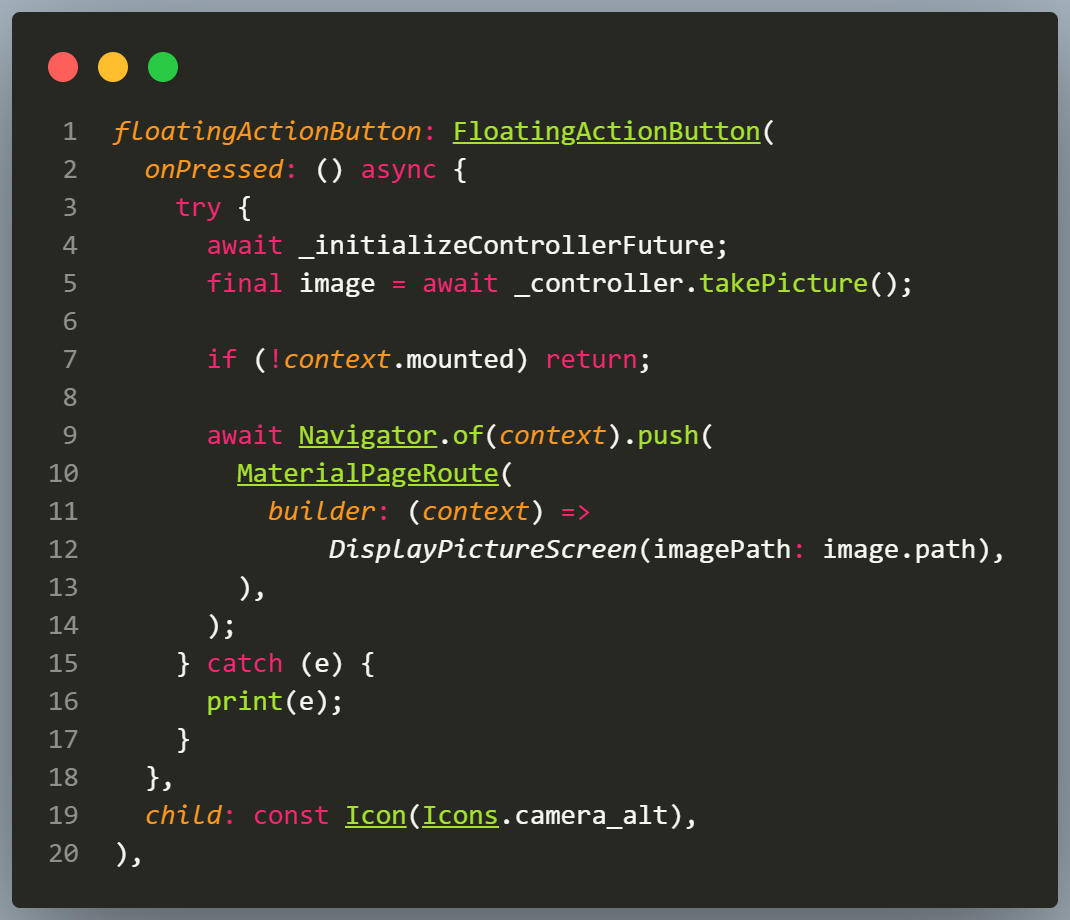 1 floatingActionButton: FloatingActionButton(
2   onPressed: () async {
3     try {
4       await _initializeControllerFuture;
5       final image = await _controller.takePicture();
6
7       if (!context.mounted) return;
8
9       await Navigator.of(context).push(
10         MaterialPageRoute(
11           builder: (context) =>
12               DisplayPictureScreen(imagePath: image.path),
13         ),
14       );
15     } catch (e) {
16       print(e);
17     }
18   },
19   child: const Icon(Icons.camera_alt),
20 ),